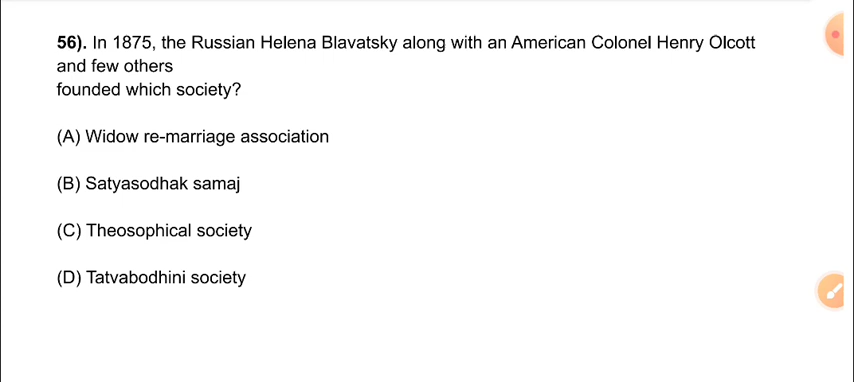 56). In 1875, the Russian Helena Blavatsky along with an American Colonel Henry Olcott
and few others
founded which society?
(A) Widow re-marriage association
(B) Satyasodhak samaj
(C) Theosophical society
(D) Tatvabodhini society